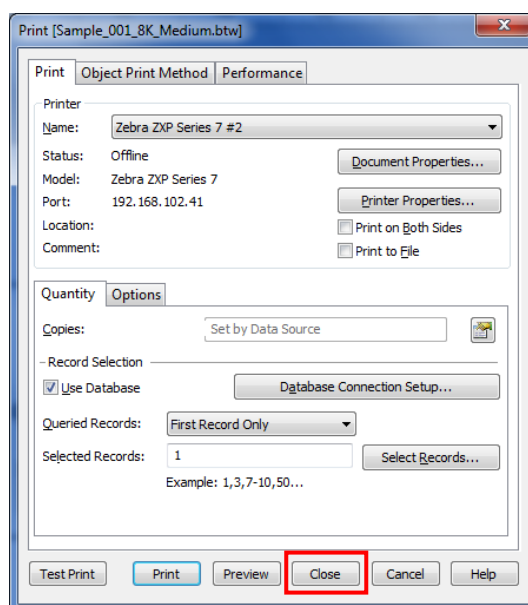 Print [Sample_001_8K_Medium.btw]
Print Object Print Method Performance
Printer
Name: Zebra ZXP Series 7 #2
Status: Offline Document Properties...
Model: Zebra ZXP Series 7
Port: 192.168.102.41 Printer Properties...
Location: Print on Both Sides
Comment: Print to File
Quantity Options
Copies: Set by Data Source
Record Selection
Use Database Database Connection Setup...
Queried Records: First Record Only
Selected Records: 1 Select Records...
Example: 1,3,7-10,50...
Test Print Print Preview Close Cancel Help